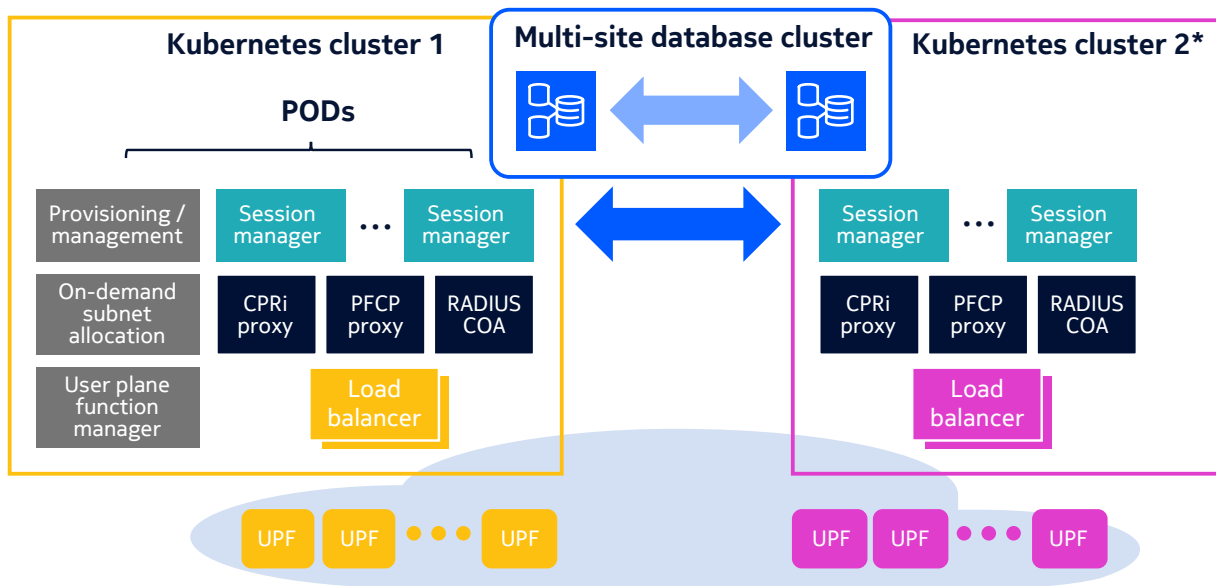 Kubernetes cluster 1
Multi-site database cluster
Kubernetes cluster 2*
PODs
Provisioning /
management
Session
manager
...
Session
manager
Session
manager
...
Session
manager
On-demand
subnet
allocation
CPRi
proxy
PFCP
proxy
RADIUS
COA
CPRi
proxy
PFCP
proxy
RADIUS
COA
User plane
function
manager
Load
balancer
Load
balancer
UPF
UPF
UPF
UPF
UPF
UPF